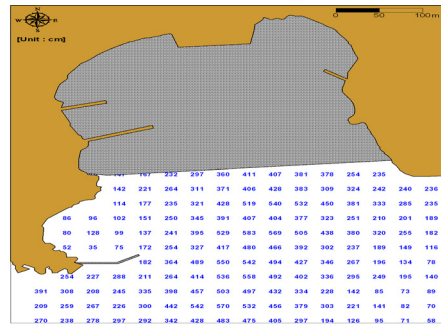 N
W E
S
0 50 100m
[Unit : cm]
187 232 297 360 411 407 381 378 254 235
142 221 264 311 371 406 428 383 309 324 242 240 236
114 177 235 321 428 519 540 532 450 381 333 285 235
86 96 102 151 250 345 391 407 404 377 323 251 210 201 189
80 128 99 137 241 395 529 583 569 505 438 380 320 255 182
52 35 75 172 254 327 417 480 466 392 302 237 189 149 116
182 364 489 550 542 494 427 346 267 196 134 78
254 227 288 211 264 414 536 558 492 402 336 295 249 195 140
391 308 208 245 335 398 457 503 497 432 334 228 142 85 73 89
209 259 267 226 300 442 542 570 532 456 379 303 221 141 82 70
270 238 278 297 292 342 428 483 475 405 297 194 126 95 71 58